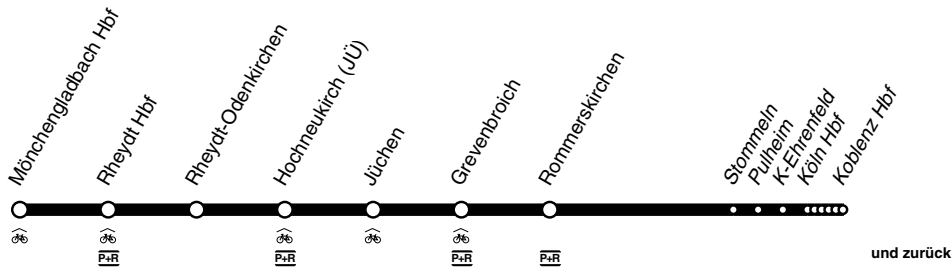 Mönchengladbach Hbf
Rheydt Hbf
Rheydt-Odenkirchen
Hochneukirch (JÜ)
Jüchen
Grevenbroich
Rommerskirchen
Stommeln
Pulheim
K-Ehrenfeld
Köln Hbf
Koblenz Hbf
P+R
P+R
P+R
P+R
und zurück